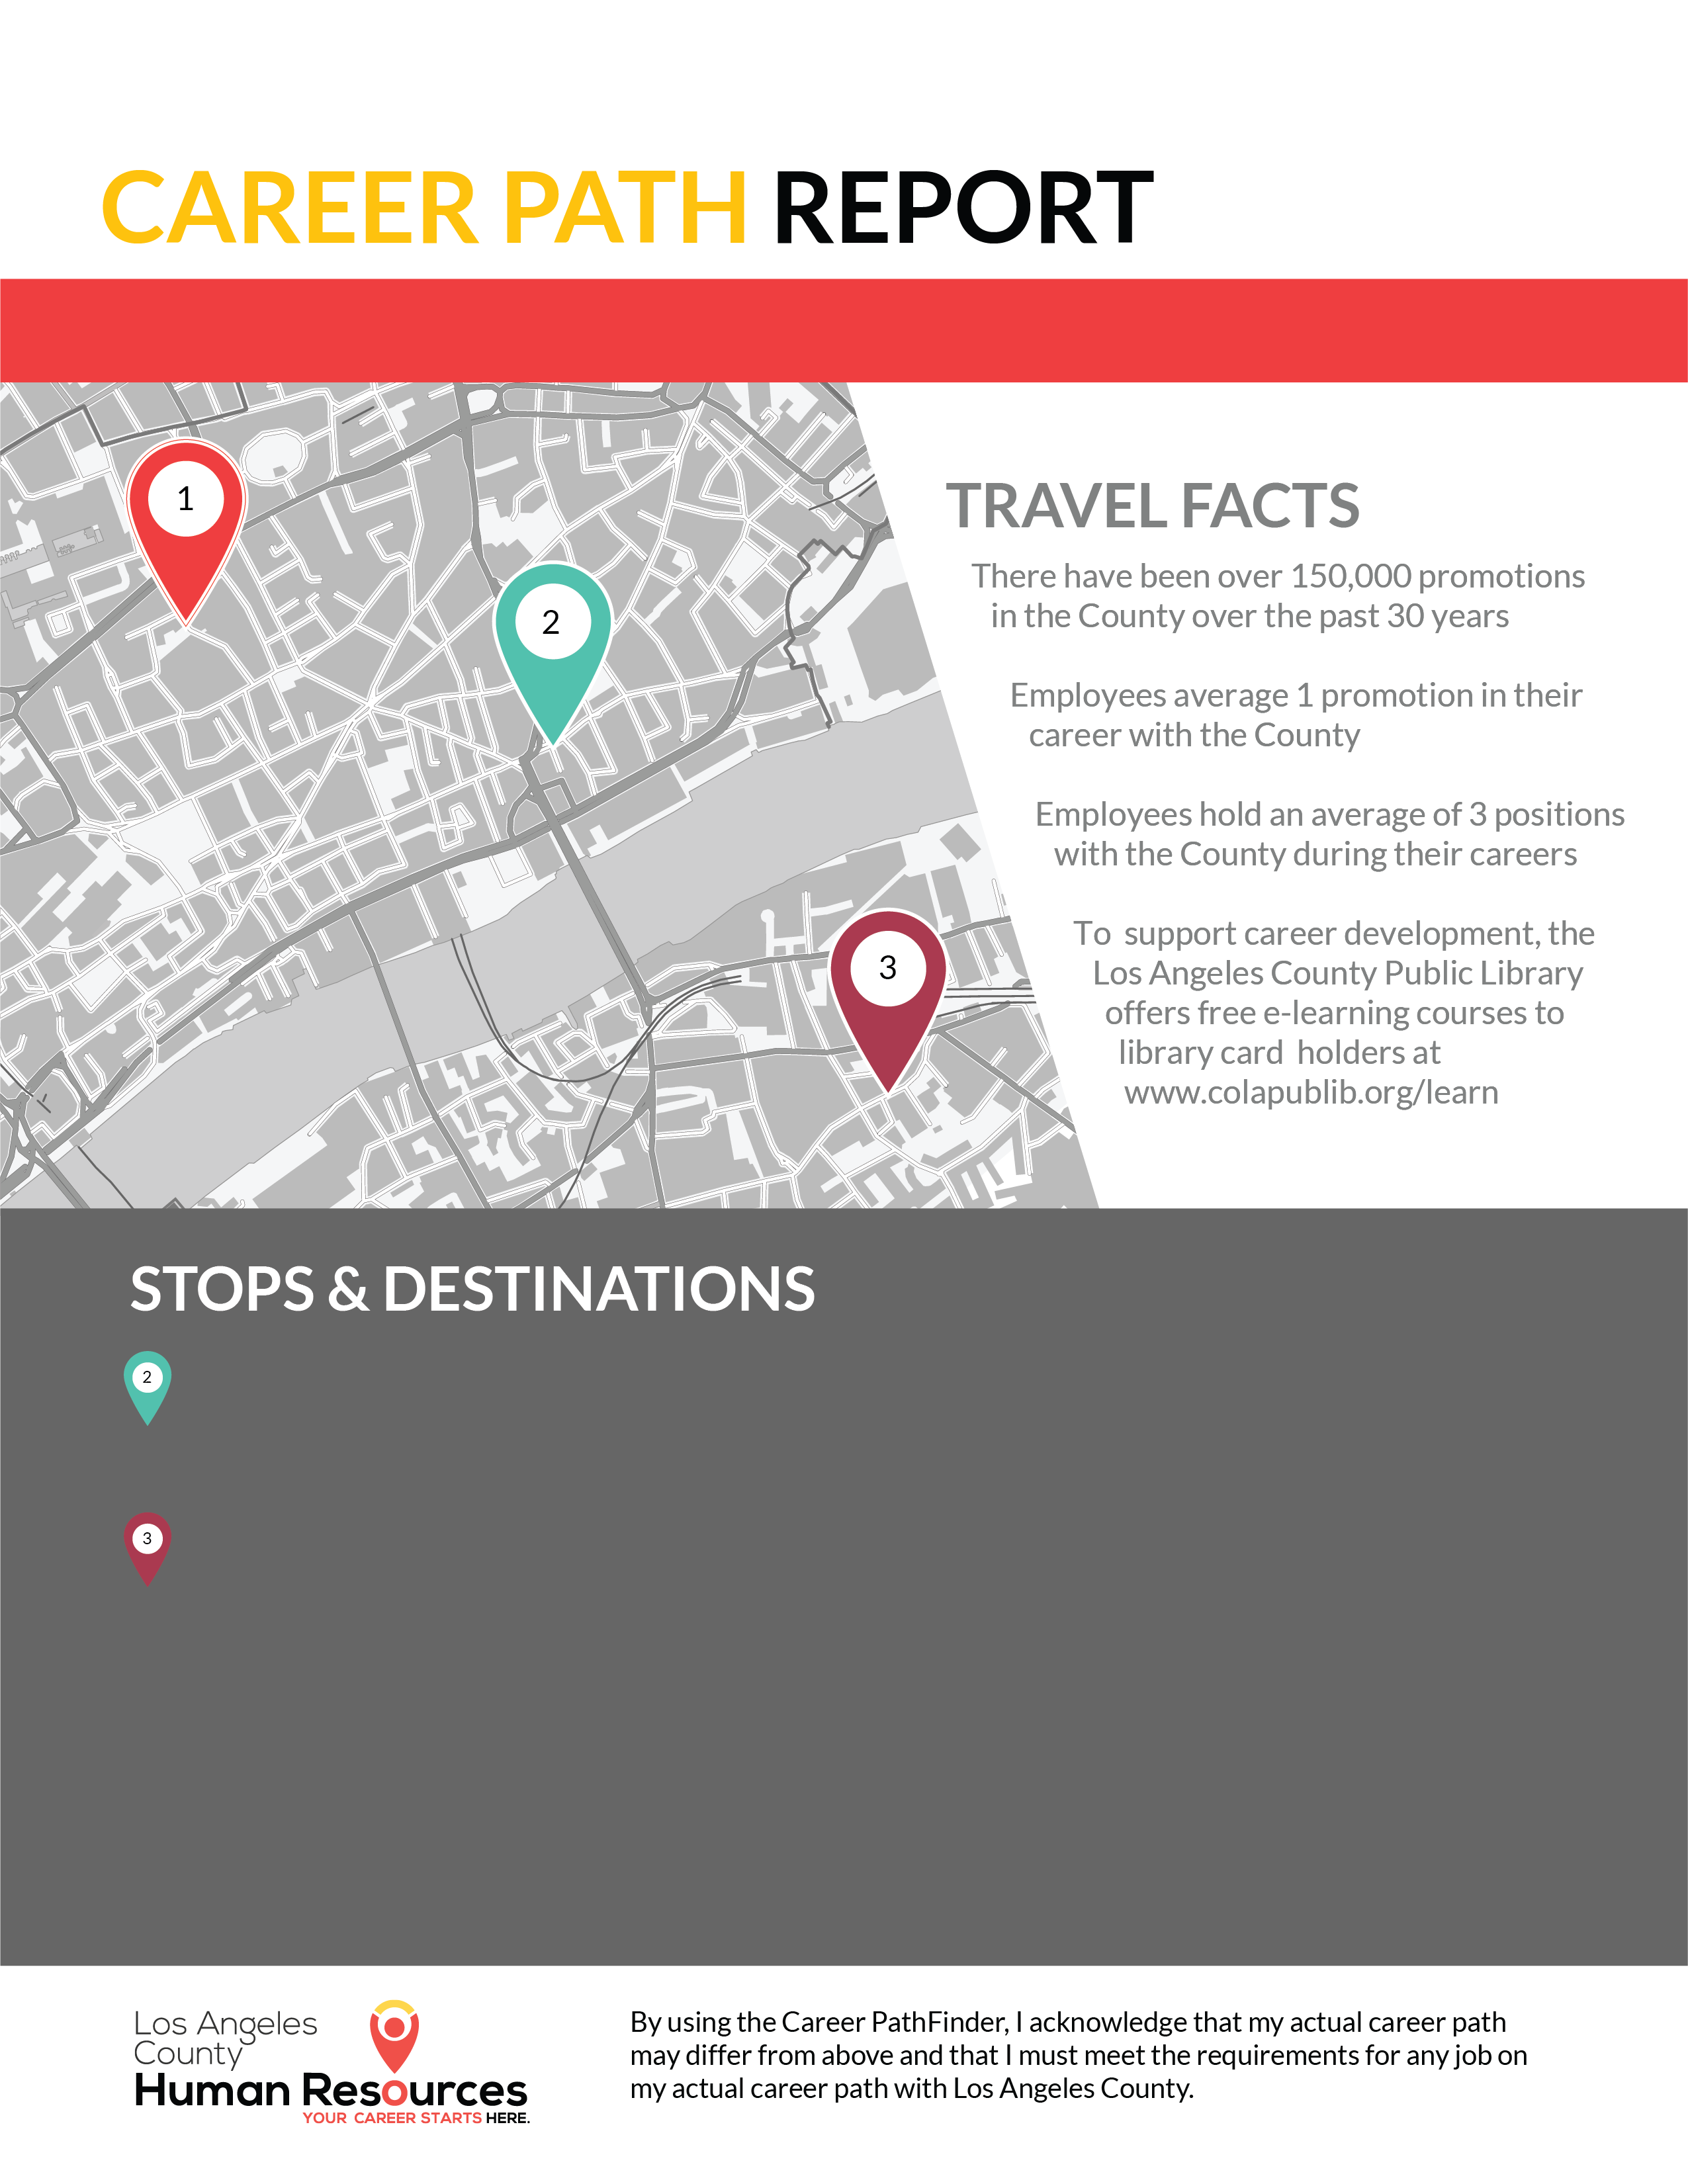 CAREER PATH REPORT
1
2
3
TRAVEL FACTS
There have been over 150,000 promotions
in the County over the past 30 years
Employees average 1 promotion in their
career with the County
Employees hold an average of 3 positions
with the County during their careers
To support career development, the
Los Angeles County Public Library
offers free e-learning courses to
library card holders at
www.colapublib.org/learn
STOPS & DESTINATIONS
2
3
Los Angeles
County
Human Resources
YOUR CAREER STARTS HERE.
By using the Career PathFinder, I acknowledge that my actual career path
may differ from above and that I must meet the requirements for any job on
my actual career path with Los Angeles County.